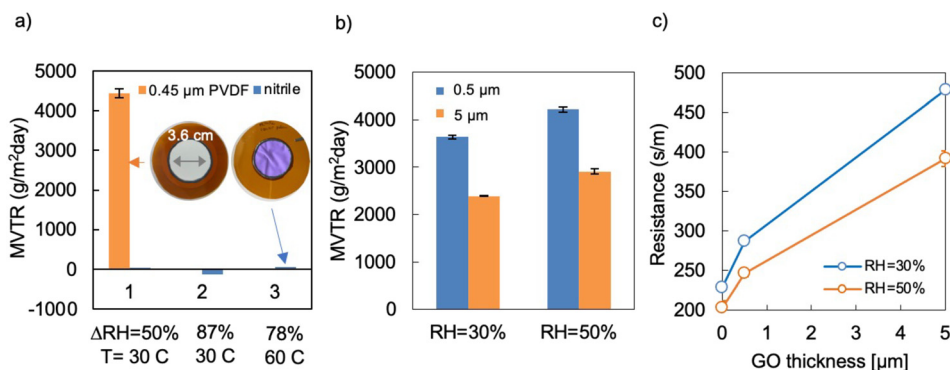 a)
MVTR (g/m²day)
5000
4000
3000
2000
1000
0
-1000
0.45 µm PVDF
nitrile
3.6 cm
1
2
3
∆RH=50%
87%
78%
T= 30 C
30 C
60 C
b)
MVTR (g/m²day)
5000
4000
3000
2000
1000
0
0.5 µm
5 µm
RH=30%
RH=50%
c)
Resistance (s/m)
500
450
400
350
300
250
200
RH=30%
RH=50%
0
1
2
3
4
5
GO thickness [µm]